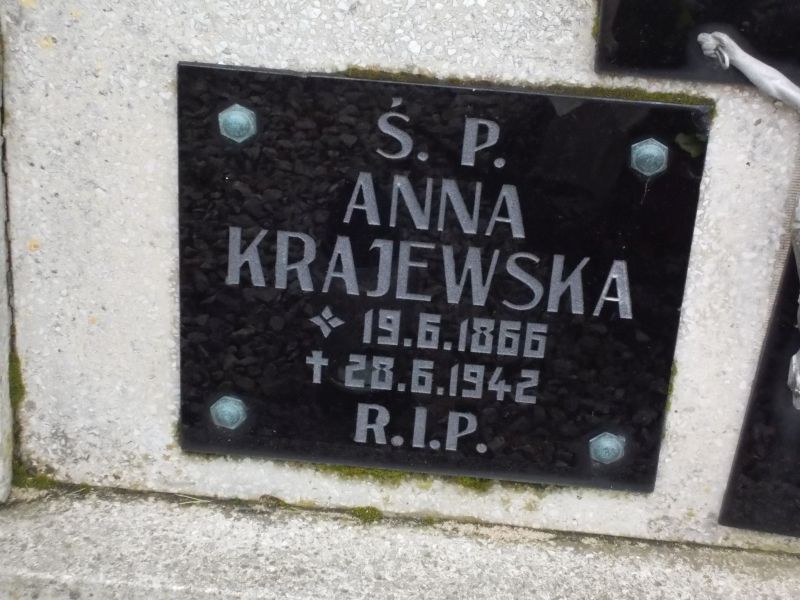 Ś. P.
ANNA
KRAJEWSKA
19.6.1866
28.6.1942
R.I.P.